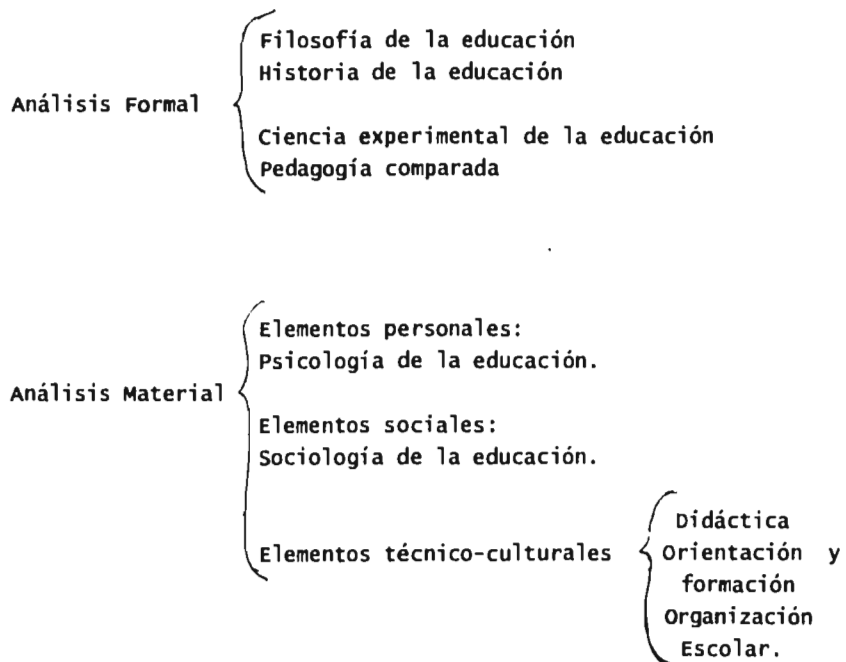 Filosofía de la educación
Historia de la educación
Análisis Formal
Ciencia experimental de la educación
Pedagogía comparada
Elementos personales:
Psicología de la educación.
Análisis Material
Elementos sociales:
Sociología de la educación.
Elementos técnico-culturales
Didáctica
Orientación y
formación
Organización
Escolar.